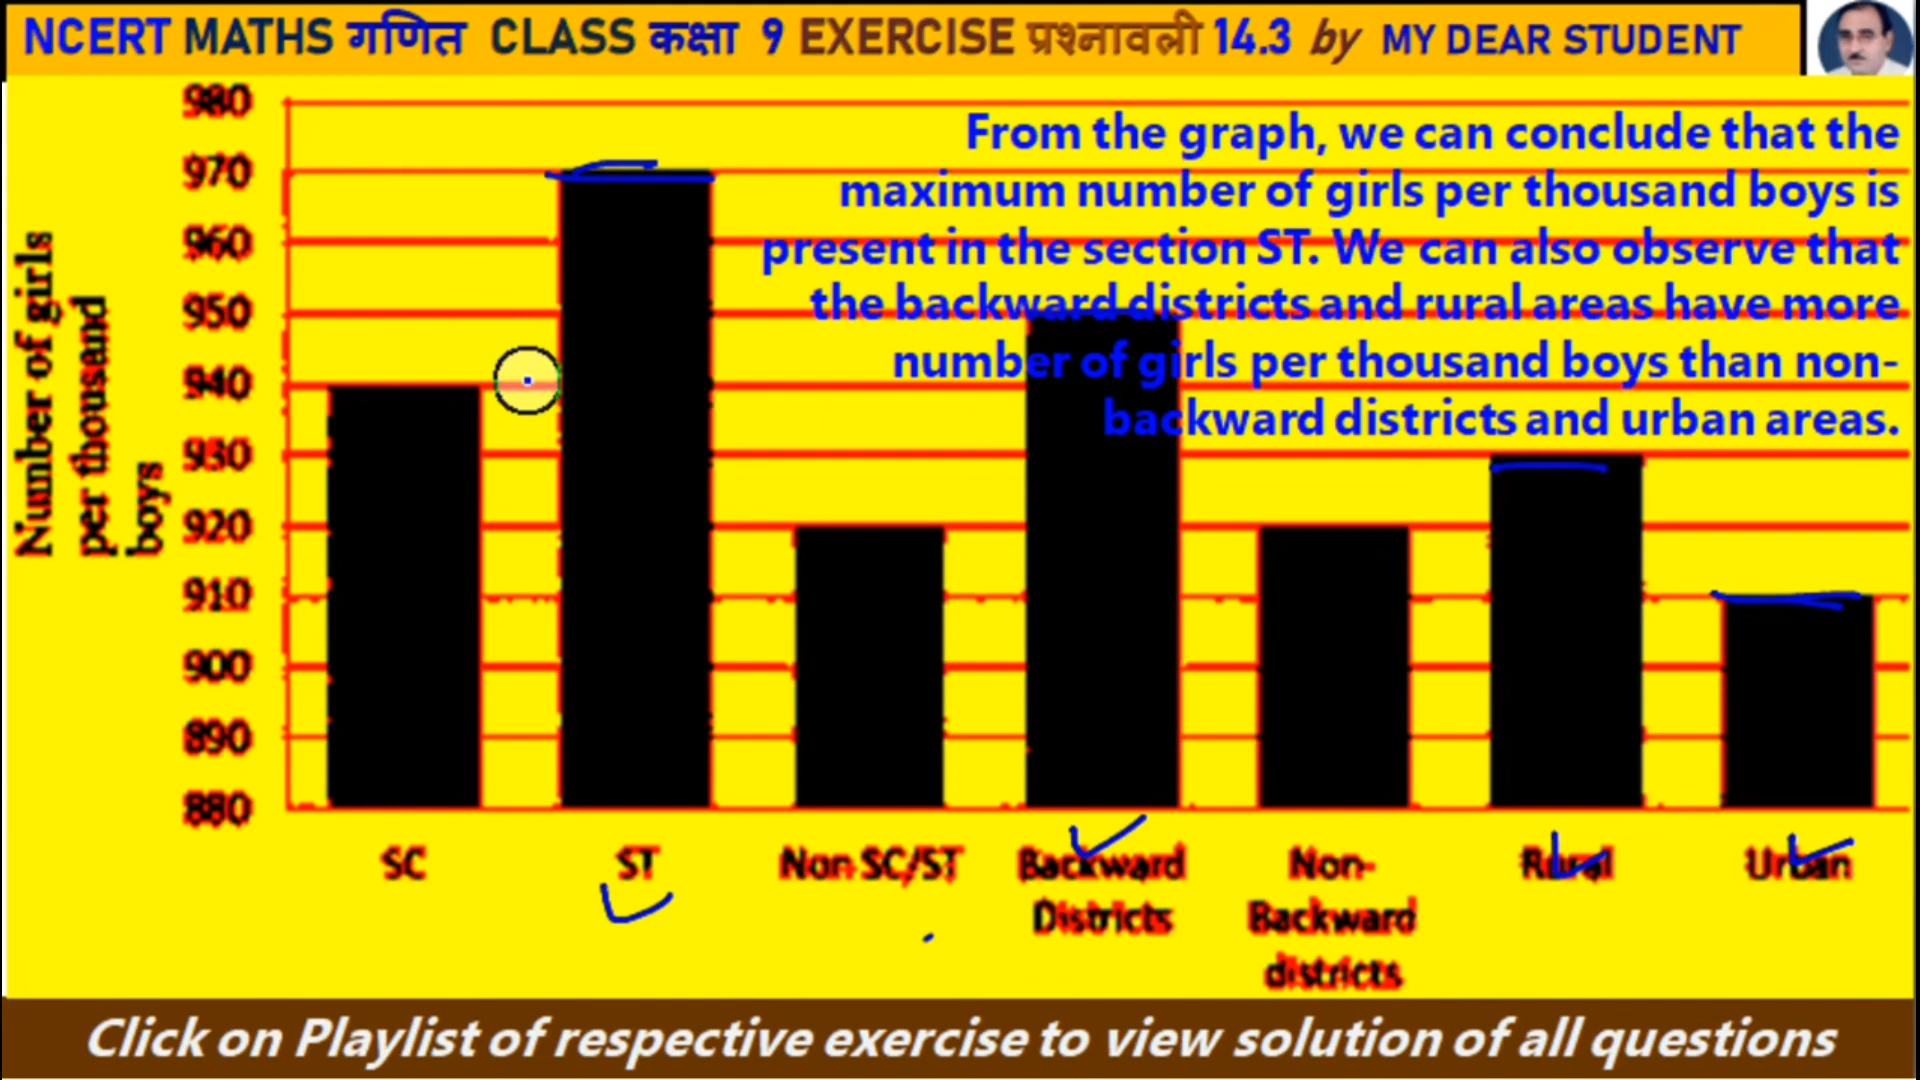 NCERT MATHS गणित CLASS कक्षा 9 EXERCISE प्रश्नावली 14.3 by MY DEAR STUDENT
From the graph, we can conclude that the
maximum number of girls per thousand boys is
present in the section ST. We can also observe that
the backward districts and rural areas have more
number of girls per thousand boys than non-
backward districts and urban areas.
Number of girls
per thousand
boys
980
970
960
950
940
930
920
910
900
890
880
SC
ST
Non SC/ST
Backward
Districts
Non-
Backward
districts
Rural
Urban
Click on Playlist of respective exercise to view solution of all questions